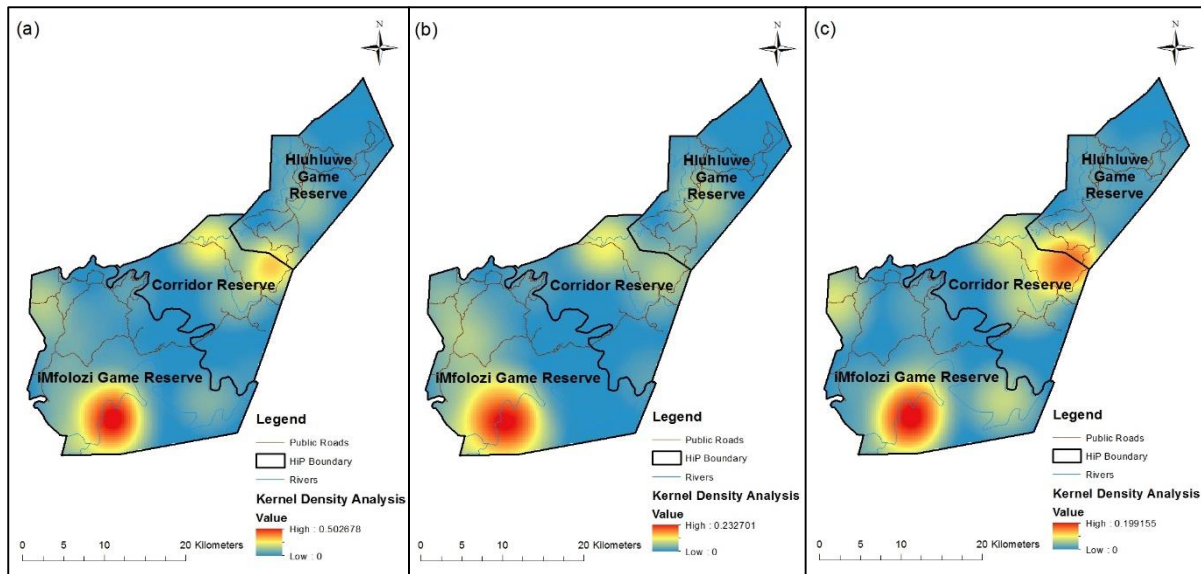 (a)
N
Hluhluwe
Game
Reserve
Corridor Reserve
iMfolozi Game Reserve
Legend
Public Roads
HiP Boundary
Rivers
Kernel Density Analysis
Value
High : 0.502678
Low : 0
0 5 10 20 Kilometers
(b)
N
Hluhluwe
Game
Reserve
Corridor Reserve
iMfolozi Game Reserve
Legend
Public Roads
HiP Boundary
Rivers
Kernel Density Analysis
Value
High : 0.232701
Low : 0
0 5 10 20 Kilometers
(c)
N
Hluhluwe
Game
Reserve
Corridor Reserve
iMfolozi Game Reserve
Legend
Public Roads
HiP Boundary
Rivers
Kernel Density Analysis
Value
High : 0.199155
Low : 0
0 5 10 20 Kilometers